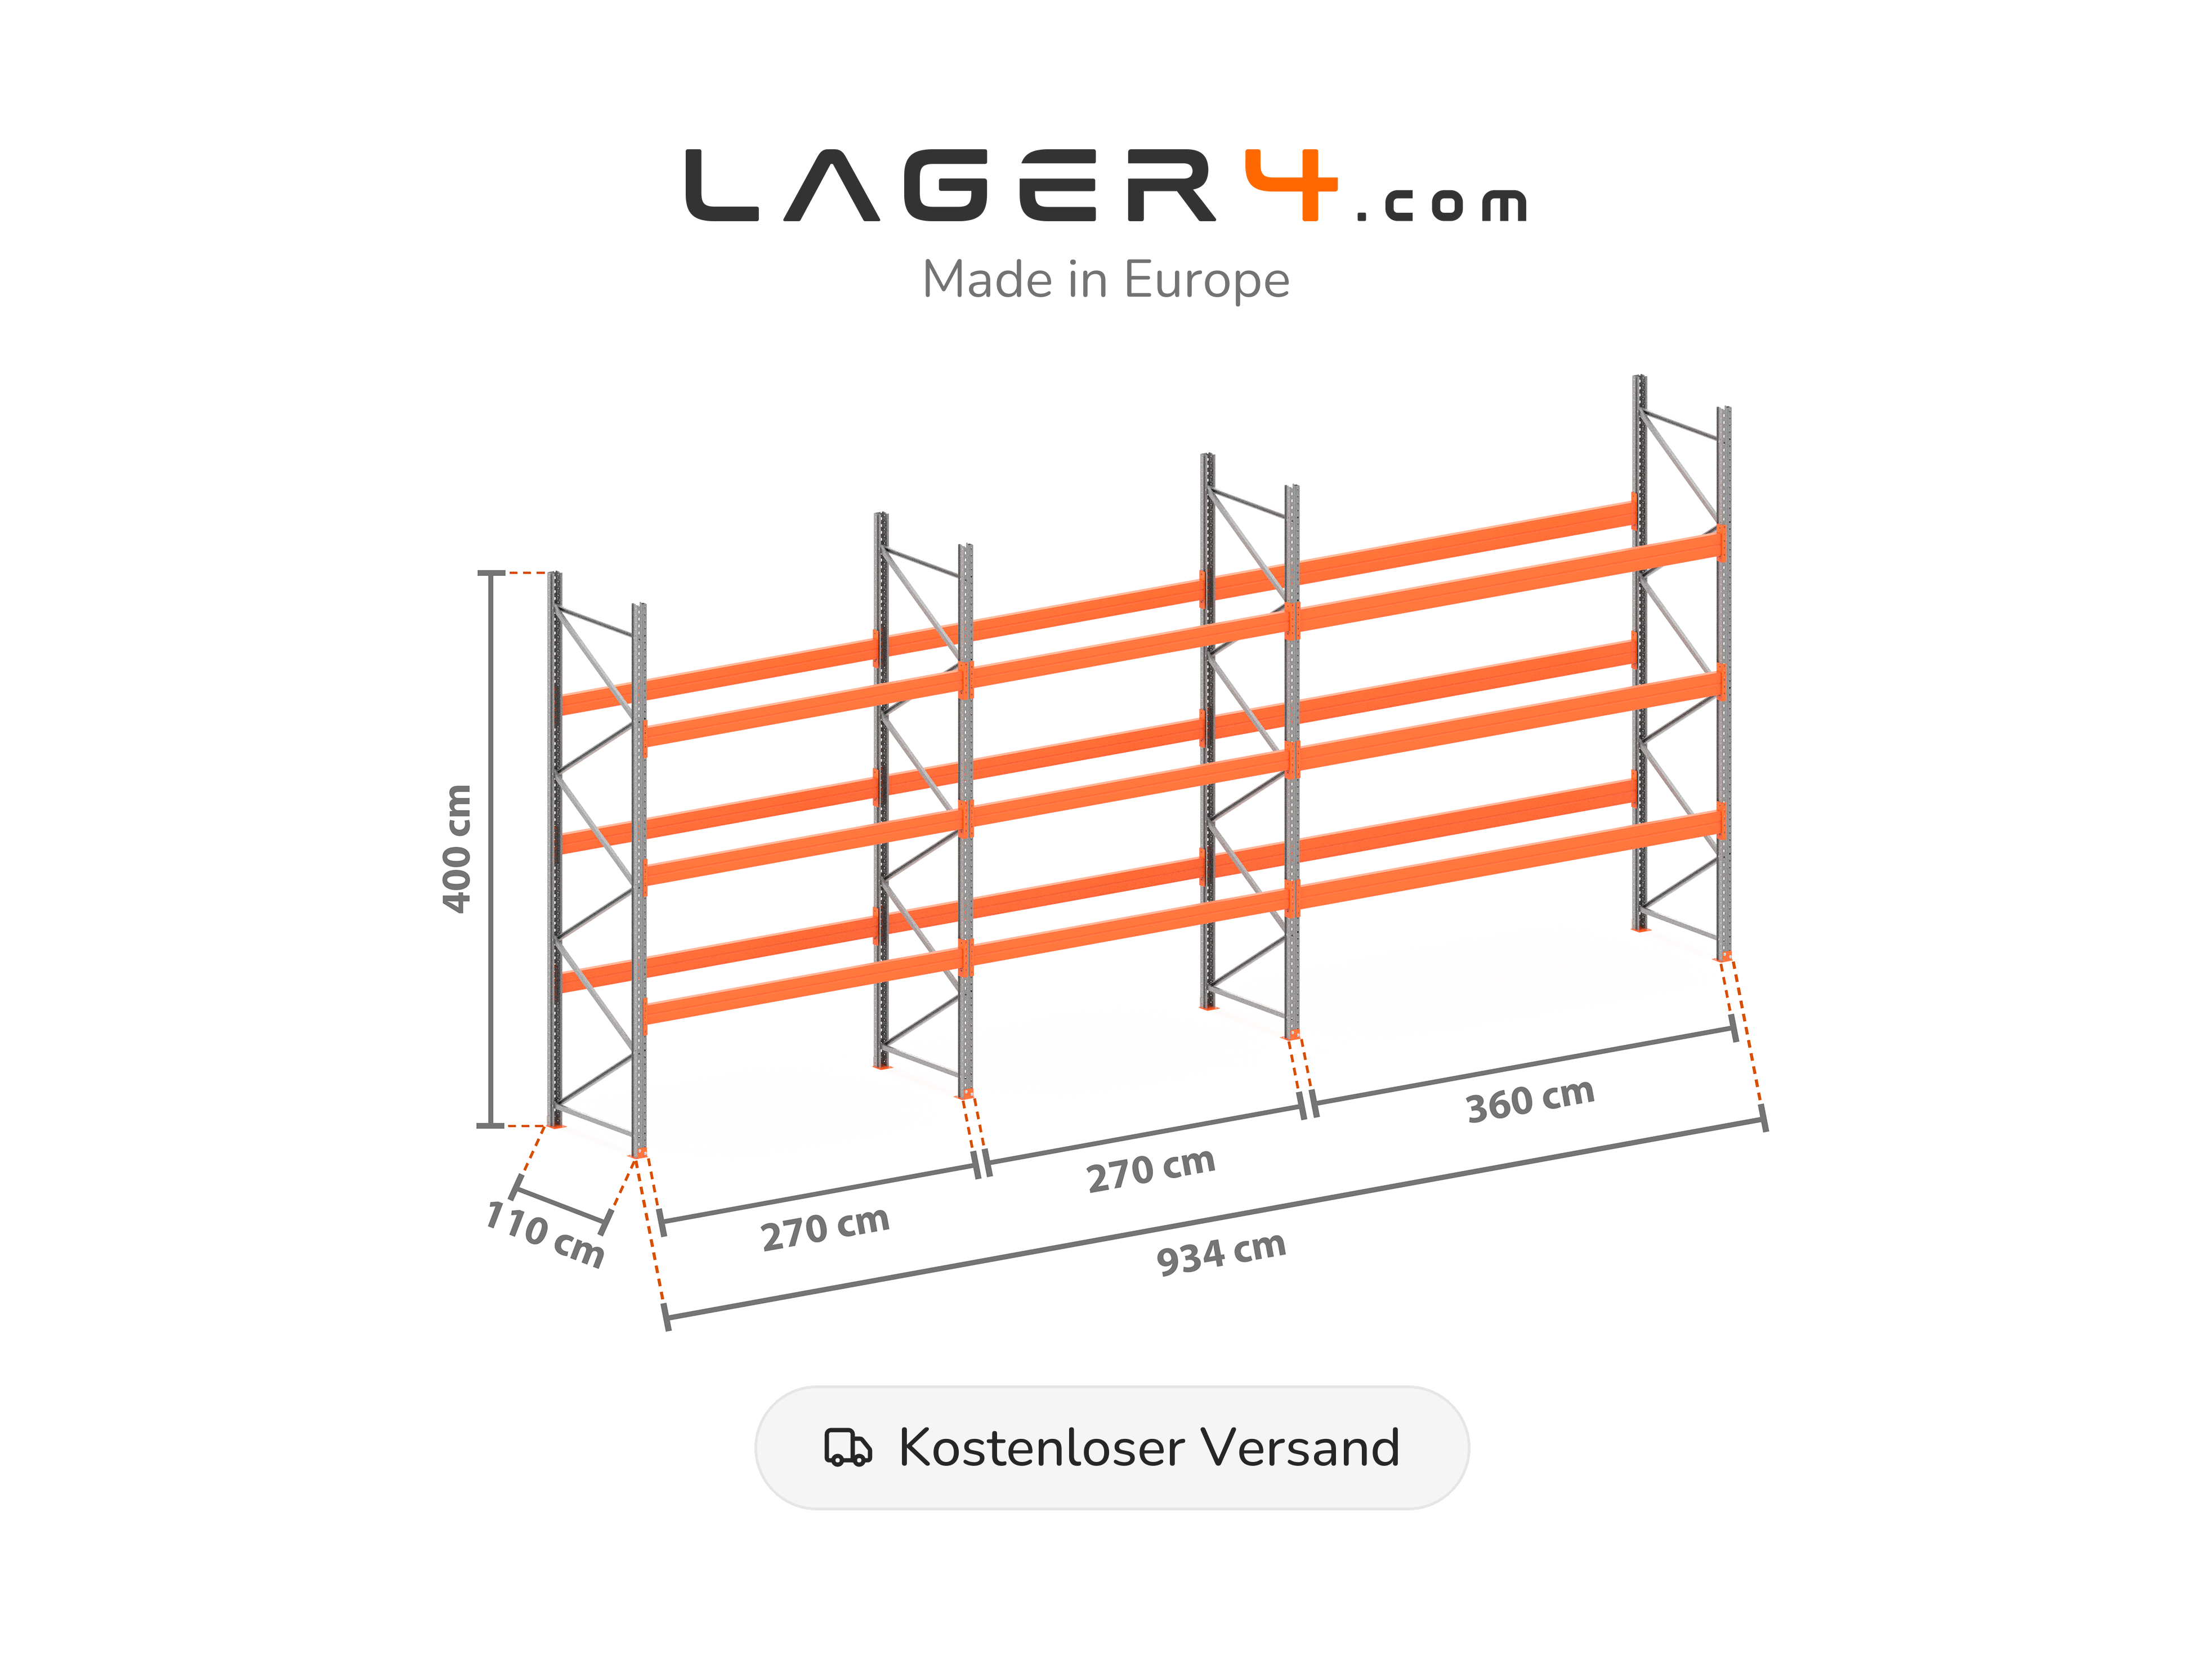 LAGER4.com
Made in Europe
400 cm
110 cm
270 cm
270 cm
360 cm
934 cm
Kostenloser Versand